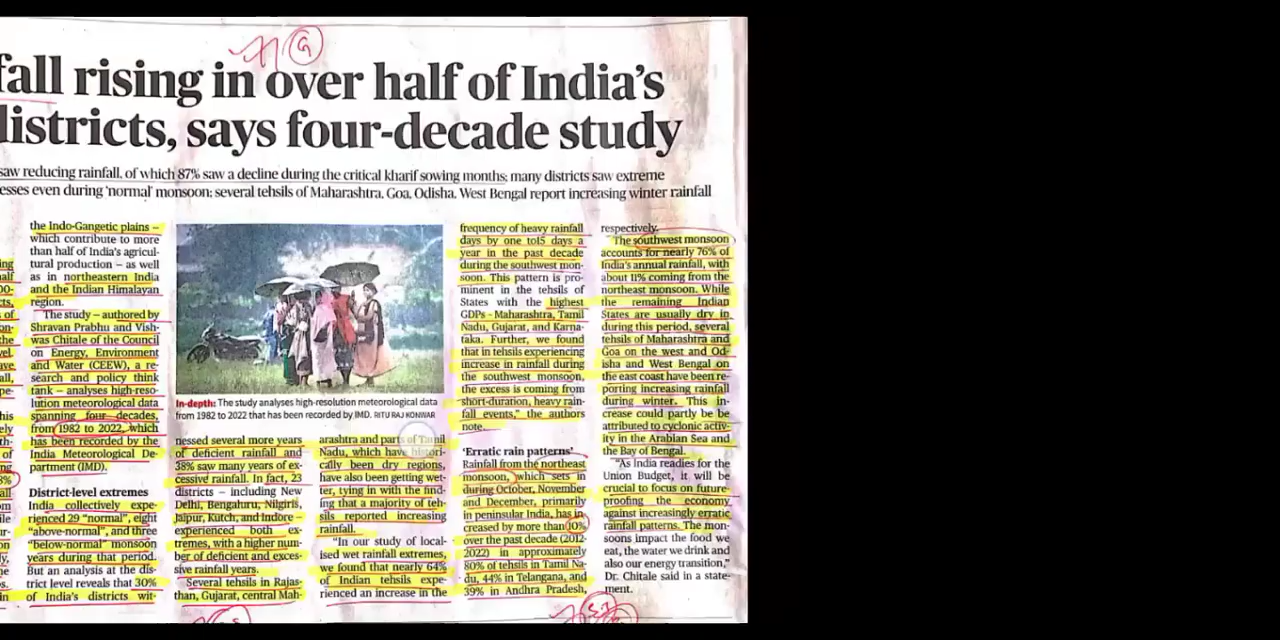 fall rising in over half of India's
districts, says four-decade study
saw reducing rainfall, of which 87% saw a decline during the critical kharif sowing months; many districts saw extreme
esses even during 'normal' monsoon; several tehsils of Maharashtra, Goa, Odisha, West Bengal report increasing winter rainfall
the Indo-Gangetic plains –
which contribute to more
than half of India's agricul-
tural production – as well
as in northeastern India
and the Indian Himalayan
region.
The study – authored by
Shravan Prabhu and Vish-
was Chitale of the Council
on Energy, Environment
and Water (CEEW), a re-
search and policy think
tank – analyses high-reso-
lution meteorological data
spanning four decades,
from 1982 to 2022, which
has been recorded by the
India Meteorological De-
partment (IMD).
District-level extremes
India collectively expe-
rienced 29 "normal", eight
"above-normal", and three
"below-normal" monsoon
years during that period.
But an analysis at the dis-
trict level reveals that 30%
of India's districts wit-
In-depth: The study analyses high-resolution meteorological data
from 1982 to 2022 that has been recorded by IMD. RITU RAJ KONWAR
nessed several more years
of deficient rainfall and
38% saw many years of ex-
cessive rainfall. In fact, 23
districts – including New
Delhi, Bengaluru, Nilgiris,
Jaipur, Kutch, and Indore –
experienced both ex-
tremes, with a higher num-
ber of deficient and exces-
sive rainfall years.
Several tehsils in Rajas-
than, Gujarat, central Mah-
arashtra and parts of Tamil
Nadu, which have histori-
cally been dry regions,
have also been getting wet-
ter, tying in with the find-
ing that a majority of teh-
sils reported increasing
rainfall.
"In our study of local-
ised wet rainfall extremes,
we found that nearly 64%
of Indian tehsils expe-
rienced an increase in the
frequency of heavy rainfall
days by one to15 days a
year in the past decade
during the southwest mon-
soon. This pattern is pro-
minent in the tehsils of
States with the highest
GDPs – Maharashtra, Tamil
Nadu, Gujarat, and Karna-
taka. Further, we found
that in tehsils experiencing
increase in rainfall during
the southwest monsoon,
the excess is coming from
short-duration, heavy rain-
fall events," the authors
note.
'Erratic rain patterns'
Rainfall from the northeast
monsoon, which sets in
during October, November
and December, primarily
in peninsular India, has in-
creased by more than 10%
over the past decade (2012-
2022) in approximately
80% of tehsils in Tamil Na-
du, 44% in Telangana, and
39% in Andhra Pradesh,
respectively.
The southwest monsoon
accounts for nearly 76% of
India's annual rainfall, with
about 11% coming from the
northeast monsoon. While
the remaining Indian
States are usually dry in
during this period, several
tehsils of Maharashtra and
Goa on the west and Od-
isha and West Bengal on
the east coast have been re-
porting increasing rainfall
during winter. This in-
crease could partly be be
attributed to cyclonic activ-
ity in the Arabian Sea and
the Bay of Bengal.
"As India readies for the
Union Budget, it will be
crucial to focus on future-
proofing the economy
against increasingly erratic
rainfall patterns. The mon-
soons impact the food we
eat, the water we drink and
also our energy transition,"
Dr. Chitale said in a state-
ment.